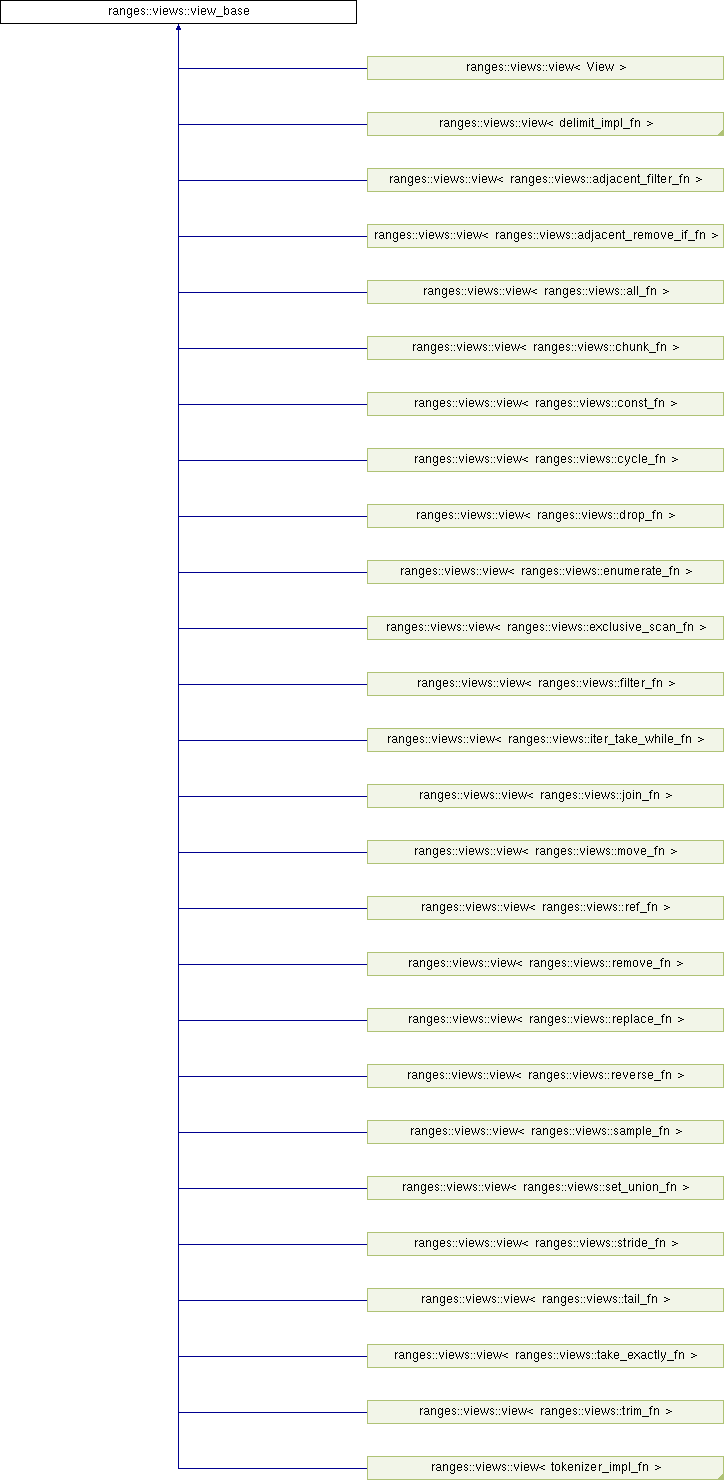 ranges::views::view_base
ranges::views::view< View >
ranges::views::view< delimit_impl_fn >
ranges::views::view< ranges::views::adjacent_filter_fn >
ranges::views::view< ranges::views::adjacent_remove_if_fn >
ranges::views::view< ranges::views::all_fn >
ranges::views::view< ranges::views::chunk_fn >
ranges::views::view< ranges::views::const_fn >
ranges::views::view< ranges::views::cycle_fn >
ranges::views::view< ranges::views::drop_fn >
ranges::views::view< ranges::views::enumerate_fn >
ranges::views::view< ranges::views::exclusive_scan_fn >
ranges::views::view< ranges::views::filter_fn >
ranges::views::view< ranges::views::iter_take_while_fn >
ranges::views::view< ranges::views::join_fn >
ranges::views::view< ranges::views::move_fn >
ranges::views::view< ranges::views::ref_fn >
ranges::views::view< ranges::views::remove_fn >
ranges::views::view< ranges::views::replace_fn >
ranges::views::view< ranges::views::reverse_fn >
ranges::views::view< ranges::views::sample_fn >
ranges::views::view< ranges::views::set_union_fn >
ranges::views::view< ranges::views::stride_fn >
ranges::views::view< ranges::views::tail_fn >
ranges::views::view< ranges::views::take_exactly_fn >
ranges::views::view< ranges::views::trim_fn >
ranges::views::view< tokenizer_impl_fn >